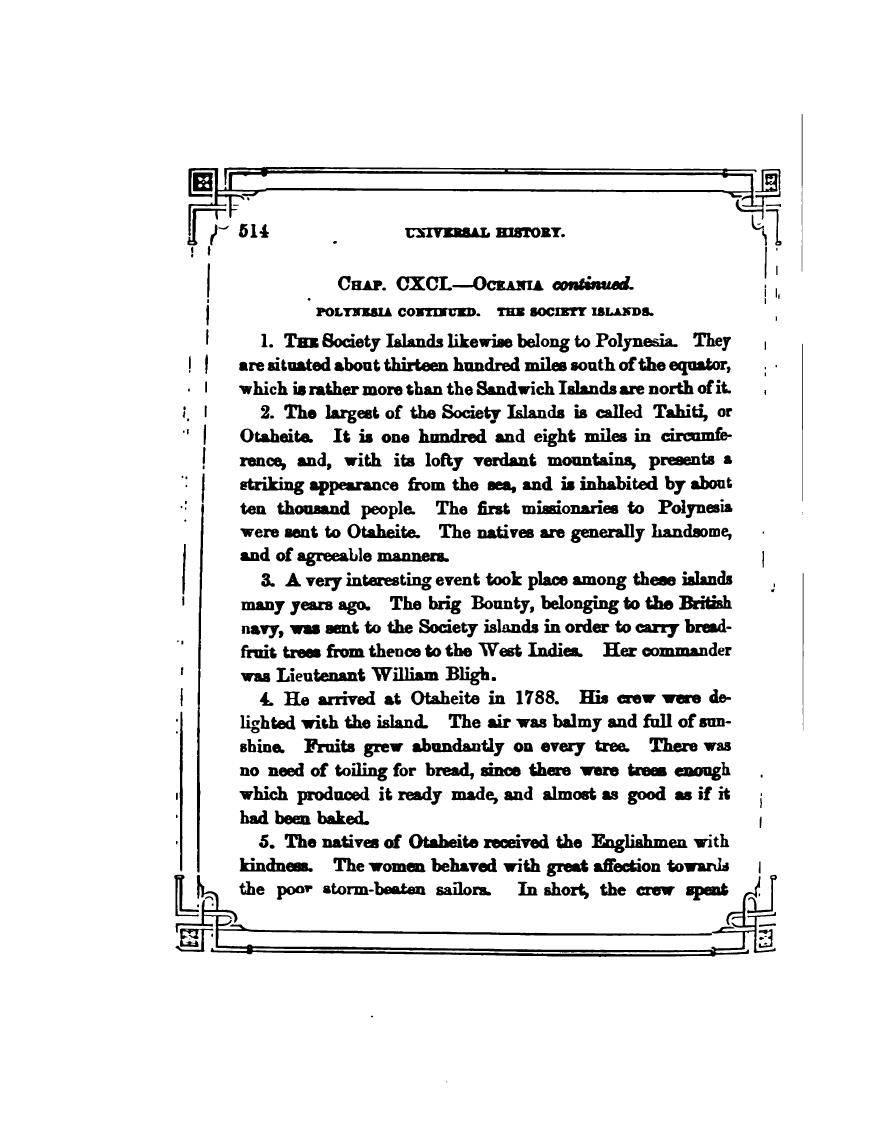 514 UNIVERSAL HISTORY.
CHAP. CXCI.—OCEANIA continued.
POLYNESIA CONTINUED. THE SOCIETY ISLANDS.
1. THE Society Islands likewise belong to Polynesia. They
are situated about thirteen hundred miles south of the equator,
which is rather more than the Sandwich Islands are north of it.
2. The largest of the Society Islands is called Tahiti, or
Otaheite. It is one hundred and eight miles in circumfe-
rence, and, with its lofty verdant mountains, presents a
striking appearance from the sea, and is inhabited by about
ten thousand people. The first missionaries to Polynesia
were sent to Otaheite. The natives are generally handsome,
and of agreeable manners.
3. A very interesting event took place among these islands
many years ago. The brig Bounty, belonging to the British
navy, was sent to the Society islands in order to carry bread-
fruit trees from thence to the West Indies. Her commander
was Lieutenant William Bligh.
4. He arrived at Otaheite in 1788. His crew were de-
lighted with the island. The air was balmy and full of sun-
shine. Fruits grew abundantly on every tree. There was
no need of toiling for bread, since there were trees enough
which produced it ready made, and almost as good as if it
had been baked.
5. The natives of Otaheite received the Englishmen with
kindness. The women behaved with great affection towards
the poor storm-beaten sailors. In short, the crew spent